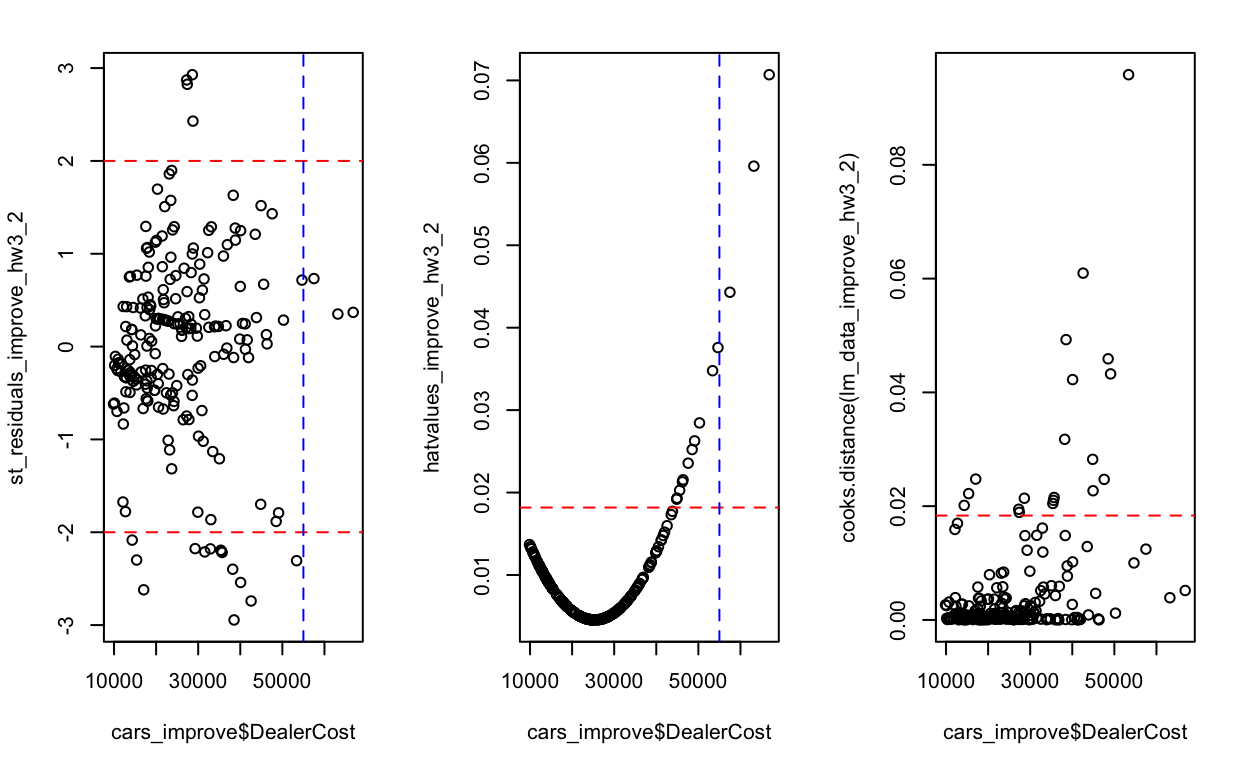 st_residuals_improve_hw3_2
3
2
1
0
-1
-2
-3
10000 30000 50000
cars_improve$DealerCost
hatvalues_improve_hw3_2
0.07
0.06
0.05
0.04
0.03
0.02
0.01
10000 30000 50000
cars_improve$DealerCost
cooks.distance(lm_data_improve_hw3_2)
0.08
0.06
0.04
0.02
0.00
10000 30000 50000
cars_improve$DealerCost